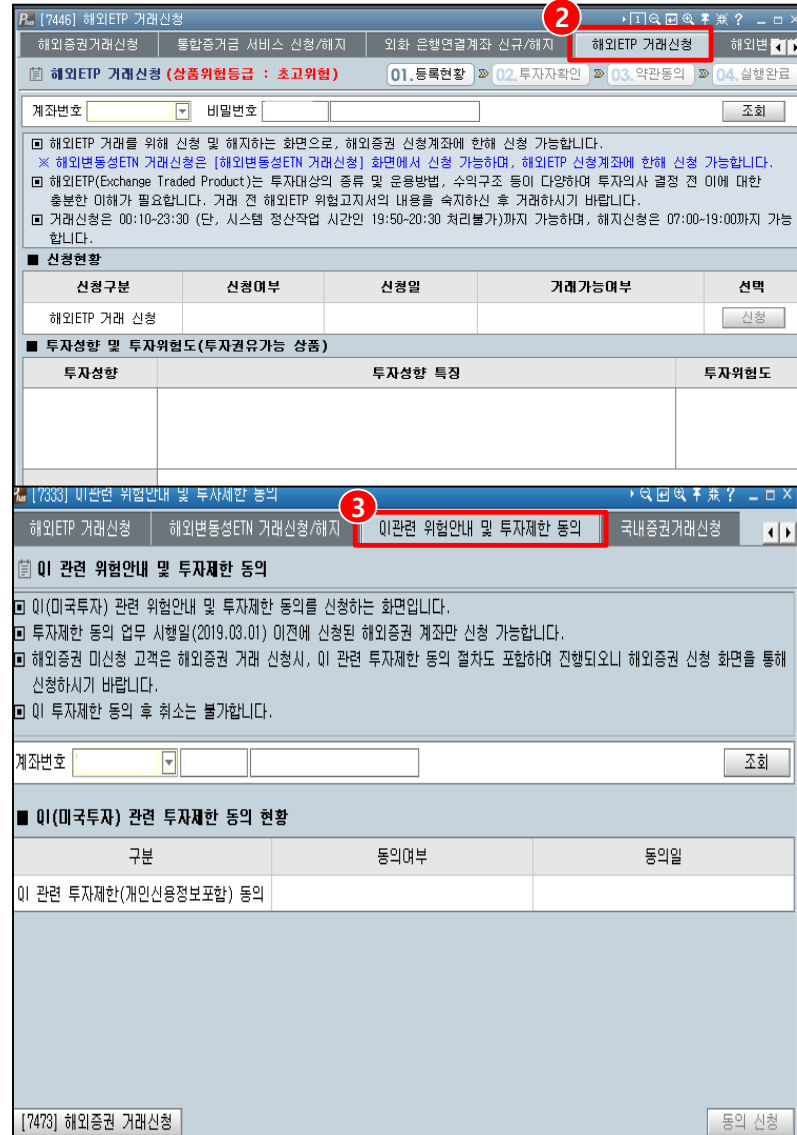 [7446] 해외ETP 거래신청
2
해외증권거래신청 통합증거금 서비스 신청/해지 외화 은행연결계좌 신규/해지 해외ETP 거래신청 해외변
해외ETP 거래신청 (상품위험등급 : 초고위험) 01.등록현황 » 02.투자자확인 » 03.약관동의 » 04.실행완료
계좌번호 비밀번호 조회
해외ETP 거래를 위해 신청 및 해지하는 화면으로, 해외증권 신청계좌에 한해 신청 가능합니다.
※ 해외변동성ETN 거래신청은 [해외변동성ETN 거래신청] 화면에서 신청 가능하며, 해외ETP 신청계좌에 한해 신청 가능합니다.
해외ETP(Exchange Traded Product)는 투자대상의 종류 및 운용방법, 수익구조 등이 다양하여 투자의사 결정 전 이에 대한
충분한 이해가 필요합니다. 거래 전 해외ETP 위험고지서의 내용을 숙지하신 후 거래하시기 바랍니다.
거래신청은 00:10~23:30 (단, 시스템 정산작업 시간인 19:50~20:30 처리불가)까지 가능하며, 해지신청은 07:00~19:00까지 가능
합니다.
■ 신청현황
신청구분 신청여부 신청일 거래가능여부 선택
해외ETP 거래 신청 신청
■ 투자성향 및 투자위험도(투자권유가능 상품)
투자성향 투자성향 특징 투자위험도
[7333] QI관련 위험안내 및 투자제한 동의
3
해외ETP 거래신청 해외변동성ETN 거래신청/해지 QI관련 위험안내 및 투자제한 동의 국내증권거래신청
QI 관련 위험안내 및 투자제한 동의
QI(미국투자) 관련 위험안내 및 투자제한 동의를 신청하는 화면입니다.
투자제한 동의 업무 시행일(2019.03.01) 이전에 신청된 해외증권 계좌만 신청 가능합니다.
해외증권 미신청 고객은 해외증권 거래 신청시, QI 관련 투자제한 동의 절차도 포함하여 진행되오니 해외증권 신청 화면을 통해
신청하시기 바랍니다.
QI 투자제한 동의 후 취소는 불가합니다.
계좌번호 조회
■ QI(미국투자) 관련 투자제한 동의 현황
구분 동의여부 동의일
QI 관련 투자제한(개인신용정보포함) 동의
[7473] 해외증권 거래신청 동의 신청